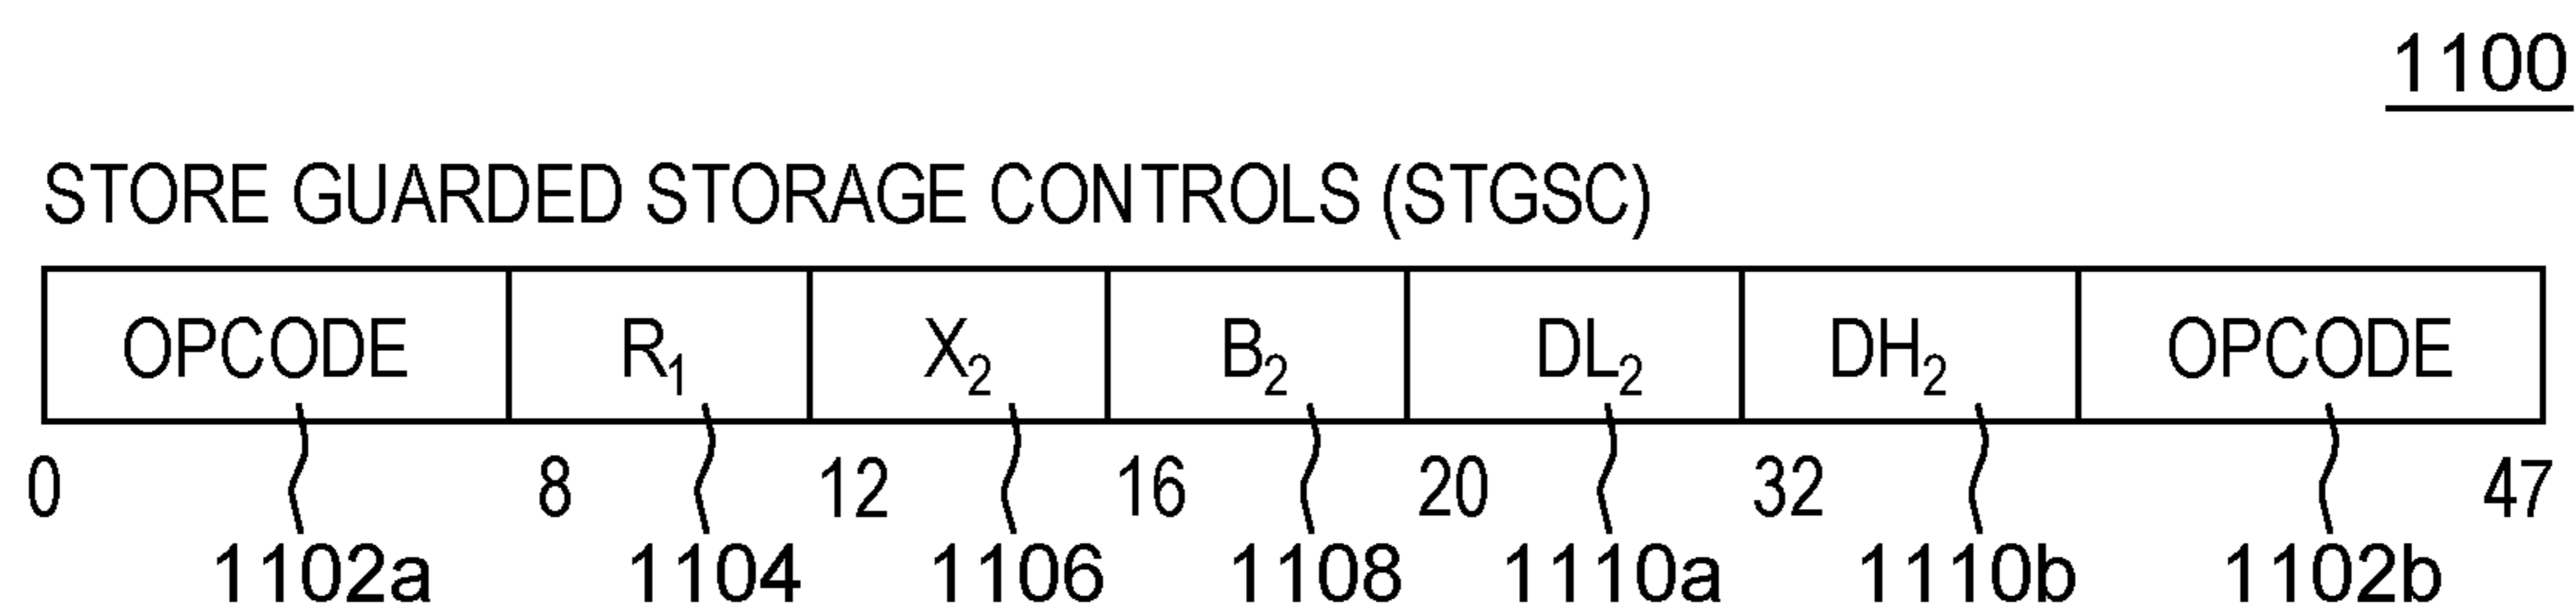 1100
STORE GUARDED STORAGE CONTROLS (STGSC)
OPCODE R₁ X₂ B₂ DL₂ DH₂ OPCODE
0 8 12 16 20 32 47
1102a 1104 1106 1108 1110a 1110b 1102b